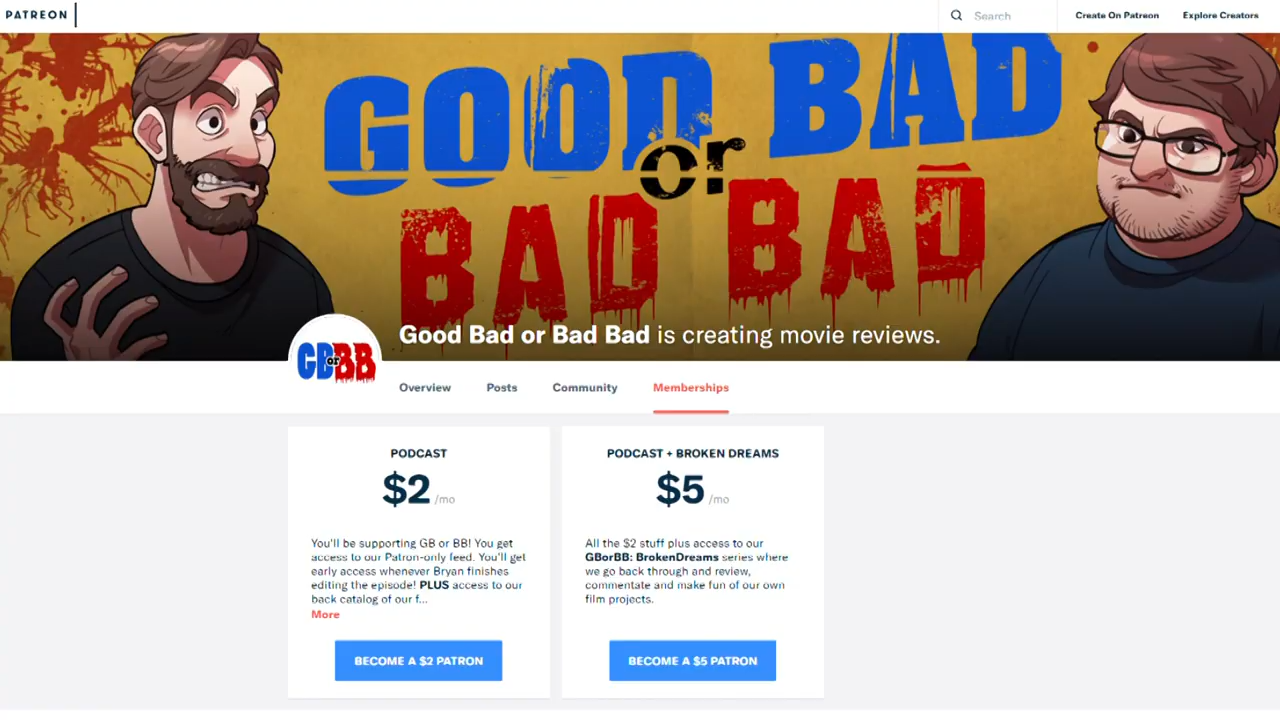 PATREON
Search
Create On Patreon
Explore Creators
GOOD BAD
or
BAD BAD
Good Bad or Bad Bad is creating movie reviews.
GB or BB
Overview
Posts
Community
Memberships
PODCAST
$2 /mo
You'll be supporting GB or BB! You get
access to our Patron-only feed. You'll get
early access whenever Bryan finishes
editing the episode! PLUS access to our
back catalog of our f...
More
BECOME A $2 PATRON
PODCAST + BROKEN DREAMS
$5 /mo
All the $2 stuff plus access to our
GBorBB: BrokenDreams series where
we go back through and review,
commentate and make fun of our own
film projects.
BECOME A $5 PATRON